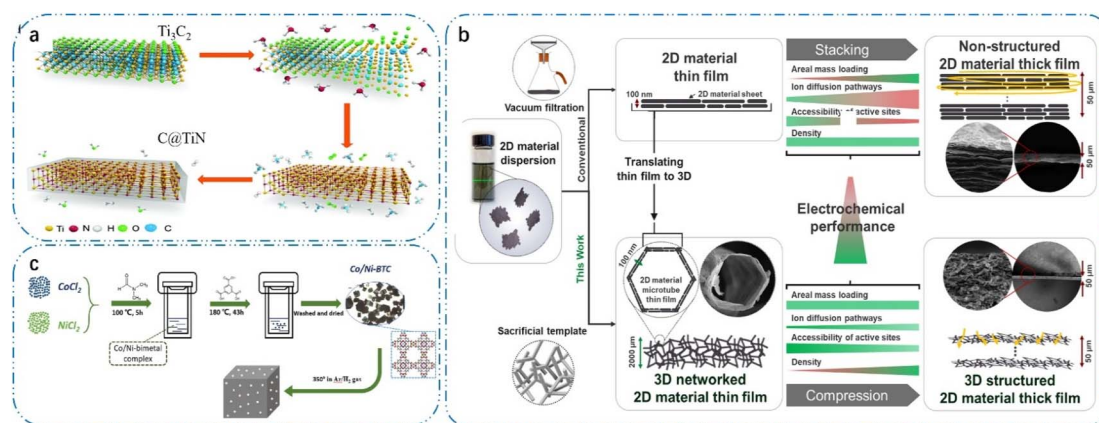 a
Ti₃C₂
C@TiN
Ti N H O C
b
Vacuum filtration
2D material
dispersion
Conventional
This Work
Sacrificial template
2D material
thin film
100 nm
2D material sheet
Translating
thin film to 3D
100 nm
2D material
microtube
thin film
2000 μm
3D networked
2D material thin film
Stacking
Areal mass loading
Ion diffusion pathways
Accessibility of active sites
Density
Electrochemical
performance
Areal mass loading
Ion diffusion pathways
Accessibility of active sites
Density
Compression
Non-structured
2D material thick film
50 μm
50 μm
50 μm
50 μm
3D structured
2D material thick film
c
CoCl₂
NiCl₂
100 ℃, 5h
Co/Ni-bimetal
complex
180 ℃, 43h
Washed and dried
Co/Ni-BTC
350° in Ar/H₂ gas